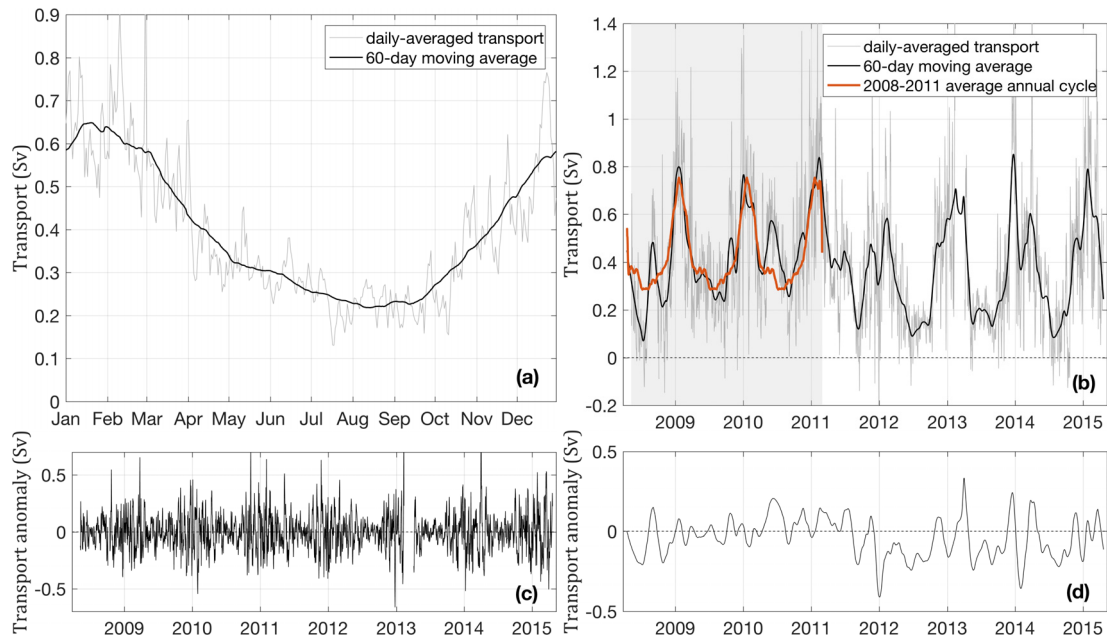 0.9
0.8
0.7
0.6
0.5
0.4
0.3
0.2
0.1
0
Transport (Sv)
daily-averaged transport
60-day moving average
(a)
Jan Feb Mar Apr May Jun Jul Aug Sep Oct Nov Dec
1.4
1.2
1
0.8
0.6
0.4
0.2
0
-0.2
Transport (Sv)
daily-averaged transport
60-day moving average
2008-2011 average annual cycle
(b)
2009 2010 2011 2012 2013 2014 2015
0.5
0
-0.5
Transport anomaly (Sv)
(c)
2009 2010 2011 2012 2013 2014 2015
0.5
0
-0.5
Transport anomaly (Sv)
(d)
2009 2010 2011 2012 2013 2014 2015